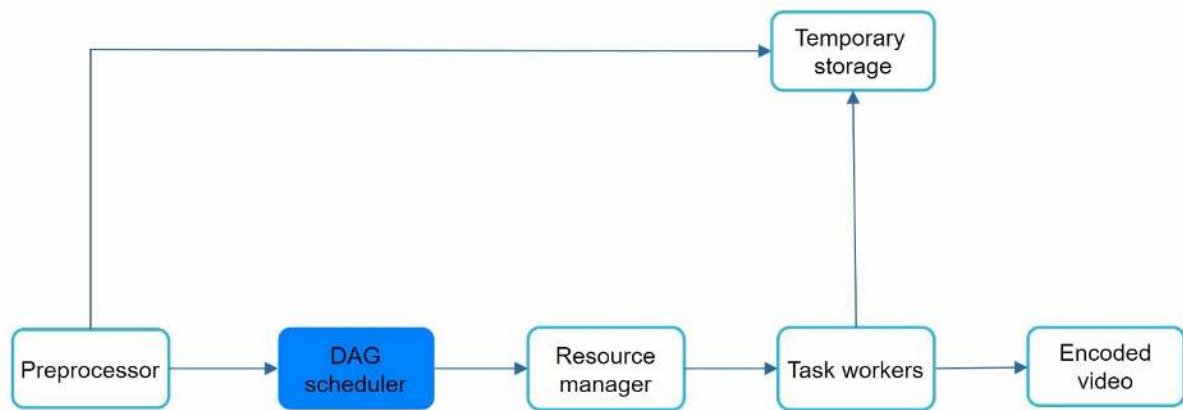 Temporary
storage
Preprocessor
DAG
scheduler
Resource
manager
Task workers
Encoded
video